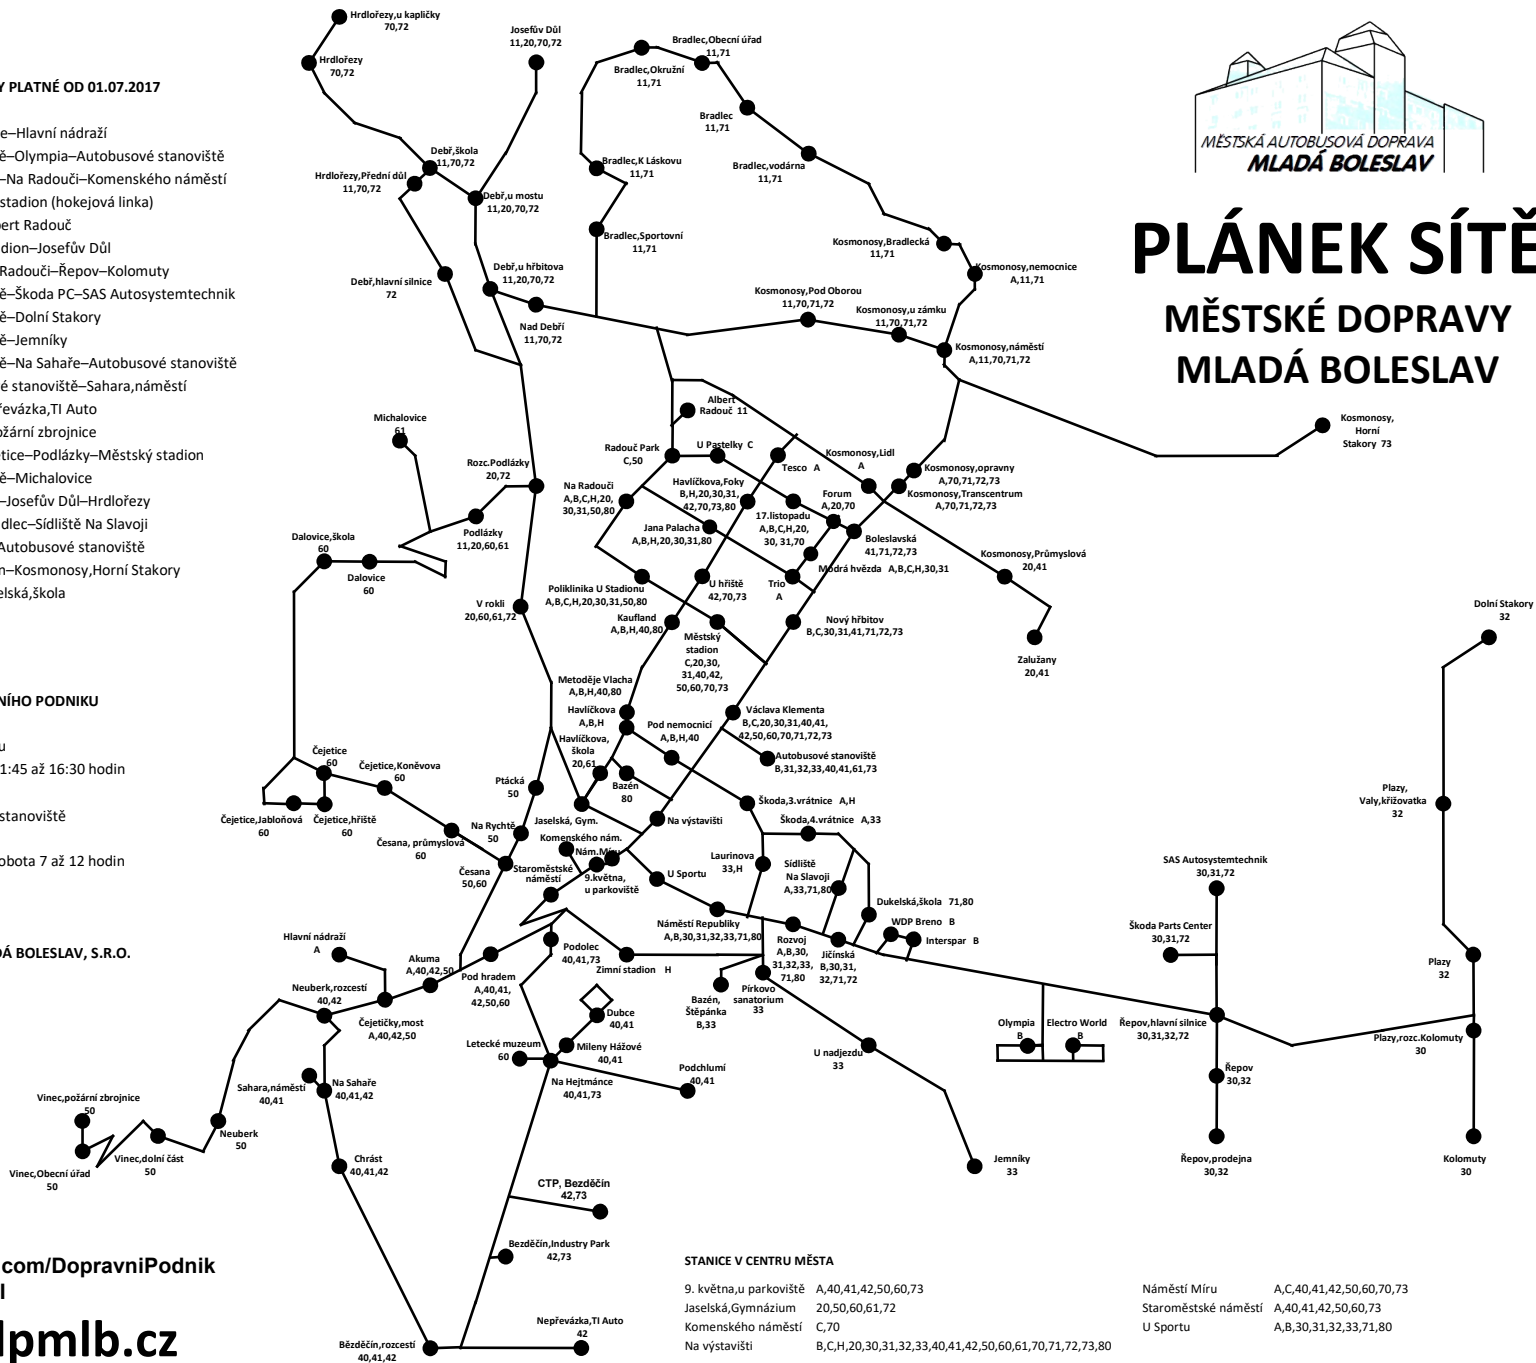 Y PLATNÉ OD 01.07.2017
e–Hlavní nádraží
ě–Olympia–Autobusové stanoviště
–Na Radouči–Komenského náměstí
stadion (hokejová linka)
ert Radouč
dion–Josefův Důl
Radouči–Řepov–Kolomuty
ě–Škoda PC–SAS Autosystemtechnik
ě–Dolní Stakory
ě–Jemníky
ě–Na Sahaře–Autobusové stanoviště
é stanoviště–Sahara,náměstí
řevázka,TI Auto
ožární zbrojnice
jetice–Podlázky–Městský stadion
ě–Michalovice
–Josefův Důl–Hrdlořezy
dlec–Sídliště Na Slavoji
Autobusové stanoviště
n–Kosmonosy,Horní Stakory
elská,škola
NÍHO PODNIKU
u
1:45 až 16:30 hodin
stanoviště
obota 7 až 12 hodin
DÁ BOLESLAV, S.R.O.
com/DopravniPodnik
l
lpmlb.cz
MĚSTSKÁ AUTOBUSOVÁ DOPRAVA
MLADÁ BOLESLAV
PLÁNEK SÍTĚ
MĚSTSKÉ DOPRAVY
MLADÁ BOLESLAV
Hrdlořezy,u kapličky
70,72
Hrdlořezy
70,72
Josefův Důl
11,20,70,72
Bradlec,Obecní úřad
11,71
Bradlec,Okružní
11,71
Bradlec
11,71
Bradlec,vodárna
11,71
Debř,škola
11,70,72
Hrdlořezy,Přední důl
11,70,72
Debř,u mostu
11,20,70,72
Bradlec,K Láskovu
11,71
Bradlec,Sportovní
11,71
Kosmonosy,Bradlecká
11,71
Kosmonosy,nemocnice
A,11,71
Debř,hlavní silnice
72
Debř,u hřbitova
11,20,70,72
Nad Debří
11,70,72
Kosmonosy,Pod Oborou
11,70,71,72
Kosmonosy,u zámku
11,70,71,72
Kosmonosy,náměstí
A,11,70,71,72
Kosmonosy,
Horní
Stakory 73
Albert
Radouč 11
Michalovice
61
Radouč Park
C,50
U Pastelky C
Tesco A
Kosmonosy,Lidl
A
Kosmonosy,opravny
A,70,71,72,73
Kosmonosy,Transcentrum
A,70,71,72,73
Rozc.Podlázky
20,72
Podlázky
11,20,60,61
Na Radouči
A,B,C,H,20,
30,31,50,80
Havlíčkova,Foky
B,H,20,30,31,
42,70,73,80
Forum
A,20,70
17.listopadu
A,B,C,H,20,
30, 31,70
Jana Palacha
A,B,H,20,30,31,80
Boleslavská
41,71,72,73
Modrá hvězda A,B,C,H,30,31
Kosmonosy,Průmyslová
20,41
Dalovice,škola
60
Dalovice
60
Poliklinika U Stadionu
A,B,C,H,20,30,31,50,80
U hřiště
42,70,73
Trio
A
V rokli
20,60,61,72
Kaufland
A,B,H,40,80
Městský
stadion
C,20,30,
31,40,42,
50,60,70,73
Nový hřbitov
B,C,30,31,41,71,72,73
Zalužany
20,41
Dolní Stakory
32
Metoděje Vlacha
A,B,H,40,80
Havlíčkova
A,B,H
Havlíčkova,
škola
20,61
Pod nemocnicí
A,B,H,40
Václava Klementa
B,C,20,30,31,40,41,
42,50,60,70,71,72,73
Autobusové stanoviště
B,31,32,33,40,41,61,73
Bazén
80
Čejetice
60
Čejetice,Koněvova
60
Čejetice,Jabloňová
60
Čejetice,hřiště
60
Ptácká
50
Na Rychtě
50
Česana, průmyslová
60
Česana
50,60
Jaselská, Gym.
Komenského nám.
Nám.Míru
Staroměstské
náměstí
9.května,
u parkoviště
Na výstavišti
U Sportu
Škoda,3.vrátnice A,H
Škoda,4.vrátnice A,33
Laurinova
33,H
Sídliště
Na Slavoji
A,33,71,80
Dukelská,škola 71,80
WDP Breno B
Interspar B
Plazy,
Valy,křižovatka
32
SAS Autosystemtechnik
30,31,72
Škoda Parts Center
30,31,72
Plazy
32
Náměstí Republiky
A,B,30,31,32,33,71,80
Rozvoj
A,B,30,
31,32,33,
71,80
Jičínská
B,30,31,
32,71,72
Hlavní nádraží
A
Akuma
A,40,42,50
Pod hradem
A,40,41,
42,50,60
Podolec
40,41,73
Zimní stadion H
Bazén,
Štěpánka
B,33
Pírkovo
sanatorium
33
Neuberk,rozcestí
40,42
Čejetičky,most
A,40,42,50
Dubce
40,41
Letecké muzeum
60
Mileny Hážové
40,41
Na Hejtmánce
40,41,73
Podchlumí
40,41
U nadjezdu
33
Olympia
B
Electro World
B
Řepov,hlavní silnice
30,31,32,72
Plazy,rozc.Kolomuty
30
Řepov
30,32
Sahara,náměstí
40,41
Na Sahaře
40,41,42
Vinec,požární zbrojnice
50
Neuberk
50
Vinec,Obecní úřad
50
Vinec,dolní část
50
Chrást
40,41,42
Jemníky
33
Řepov,prodejna
30,32
Kolomuty
30
CTP, Bezděčín
42,73
Bezděčín,Industry Park
42,73
Nepřevázka,TI Auto
42
Bězděčín,rozcestí
40,41,42
STANICE V CENTRU MĚSTA
9. května,u parkoviště A,40,41,42,50,60,73
Jaselská,Gymnázium 20,50,60,61,72
Komenského náměstí C,70
Na výstavišti B,C,H,20,30,31,32,33,40,41,42,50,60,61,70,71,72,73,80
Náměstí Míru A,C,40,41,42,50,60,70,73
Staroměstské náměstí A,40,41,42,50,60,73
U Sportu A,B,30,31,32,33,71,80